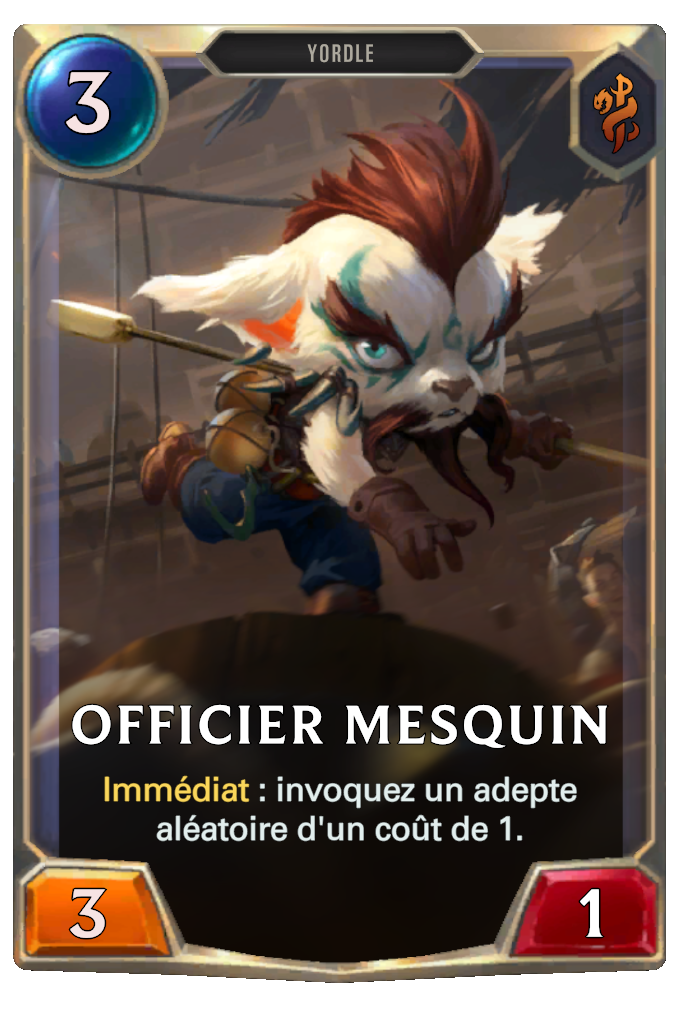 YORDLE
3
OFFICIER MESQUIN
Immédiat : invoquez un adepte
aléatoire d'un coût de 1.
3
1